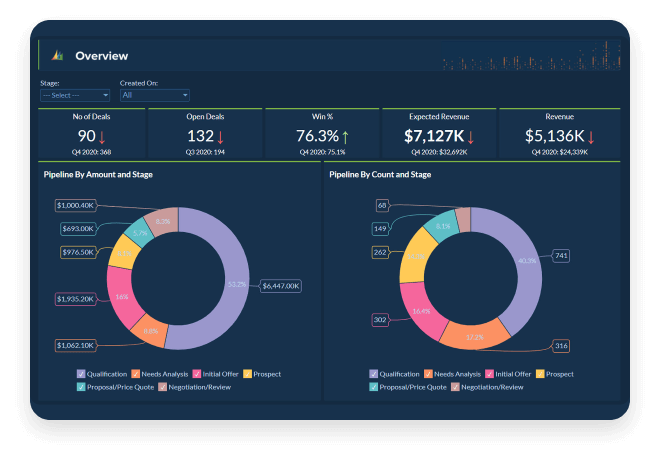 Overview
Stage: Created On:
--- Select --- All
No of Deals Open Deals Win % Expected Revenue Revenue
90↓ 132↓ 76.3%↑ $7,127K↓ $5,136K↓
Q4 2020: 368 Q3 2020: 194 Q4 2020: 75.1% Q4 2020: $32,692K Q4 2020: $24,339K
Pipeline By Amount and Stage
$1,000.40K
$693.00K
$976.50K
$1,935.20K
$1,062.10K
$6,447.00K
8.3%
5.7%
16%
8.8%
53.2%
✓ Qualification ✓ Needs Analysis ✓ Initial Offer ✓ Prospect
✓ Proposal/Price Quote ✓ Negotiation/Review
Pipeline By Count and Stage
68
149
262
302
741
316
8.1%
16.4%
17.2%
40.3%
✓ Qualification ✓ Needs Analysis ✓ Initial Offer ✓ Prospect
✓ Proposal/Price Quote ✓ Negotiation/Review